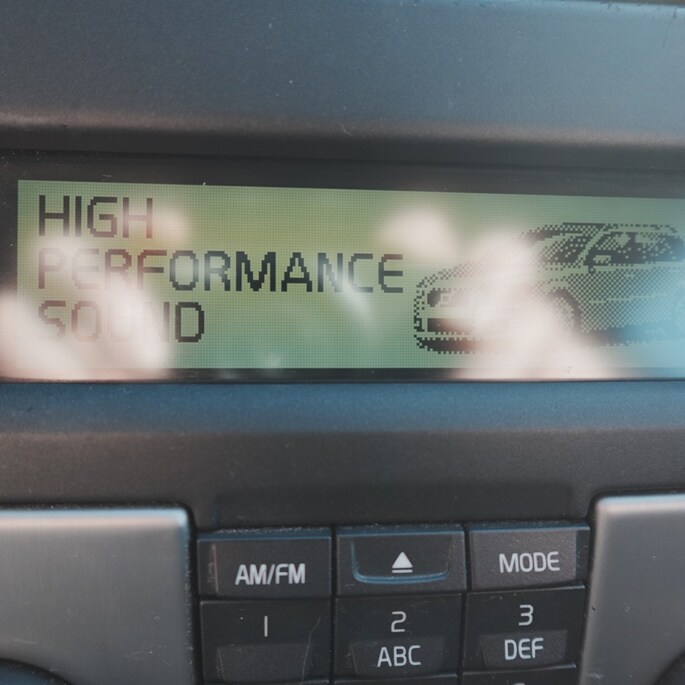 HIGH
PERFORMANCE
SOUND
AM/FM
MODE
1
2
3
ABC
DEF